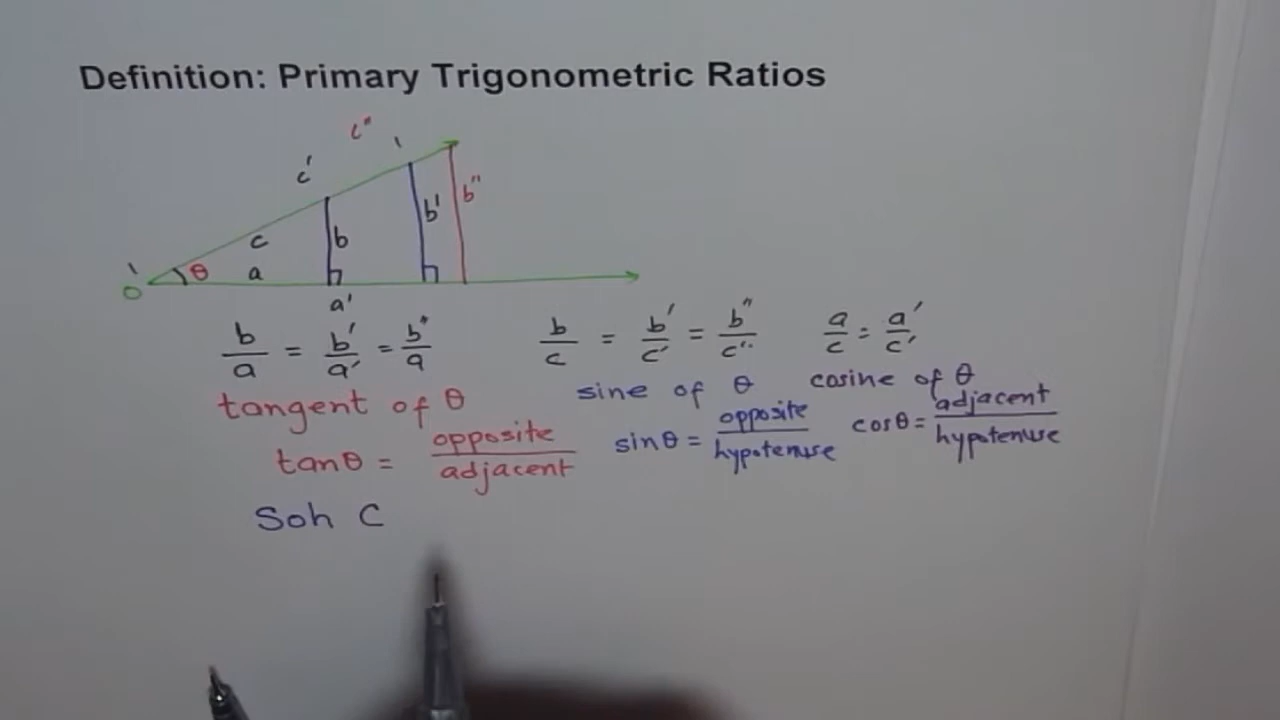 Definition: Primary Trigonometric Ratios
c"
c'
b'
b"
c
b
θ
a
O
a'
b/a = b'/a' = b"/a
b/c = b'/c' = b"/c"
a/c = a'/c'
tangent of θ
sine of θ
cosine of θ
tanθ = opposite/adjacent
sinθ = opposite/hypotenuse
cosθ = adjacent/hypotenuse
Soh C